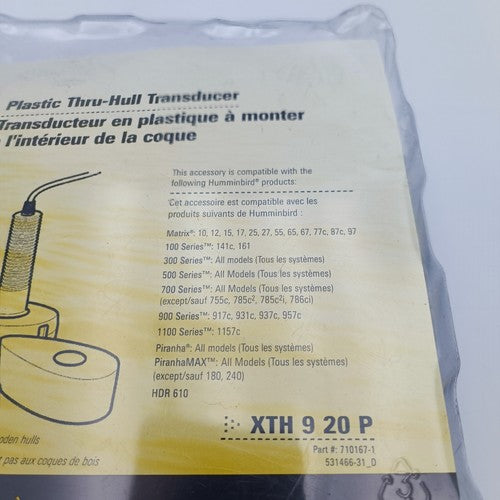 Plastic Thru-Hull Transducer
Transducteur en plastique à monter
l'intérieur de la coque
This accessory is compatible with the
following Humminbird® products:
Cet accessoire est compatible avec les
produits suivants de Humminbird :
Matrix®: 10, 12, 15, 17, 25, 27, 55, 65, 67, 77c, 87c, 97
100 Series™: 141c, 161
300 Series™: All models (Tous les systèmes)
500 Series™: All Models (Tous les systèmes)
700 Series™: All Models (Tous les systèmes)
(except/sauf 755c, 785c², 785c²i, 786ci)
900 Series™: 917c, 931c, 937c, 957c
1100 Series™: 1157c
Piranha®: All models (Tous les systèmes)
PiranhaMAX™: All Models (Tous les systèmes)
(except/sauf 180, 240)
HDR 610
XTH 9 20 P
Part #: 710167-1
531466-31_D
oden hulls
t pas aux coques de bois